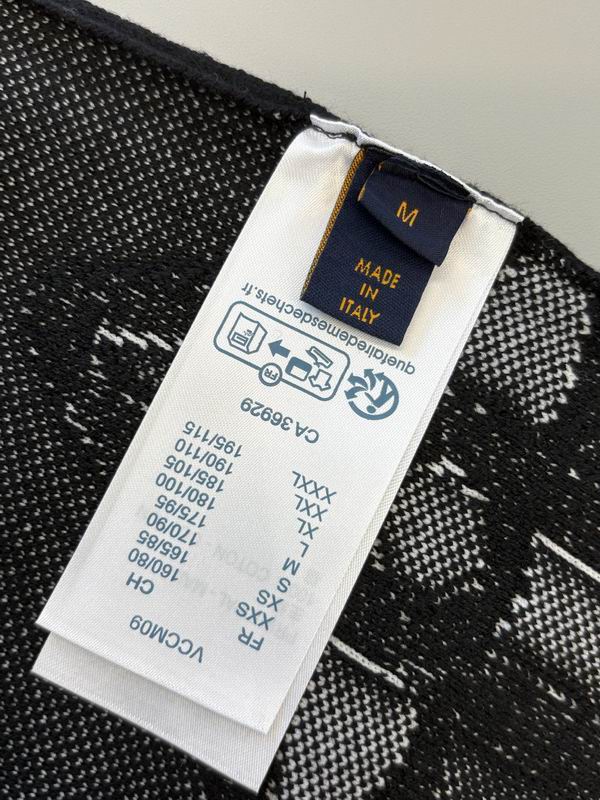 M
MADE
IN
ITALY
VCCM09
FR CH
XXS 160/80
XS 165/85
S 170/90
M 175/95
L 180/100
XL 185/105
XXL 190/110
XXXL 195/115
CA 36929
FR
quefairedemesdechets.fr